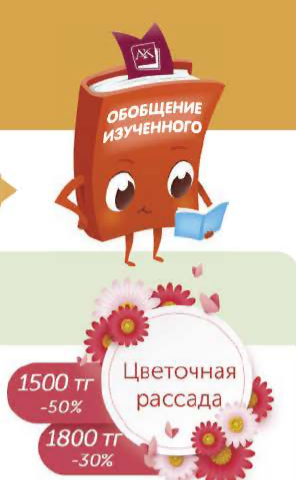 ОБОБЩЕНИЕ
ИЗУЧЕННОГО
Цветочная
рассада
1500 тг
-50%
1800 тг
-30%